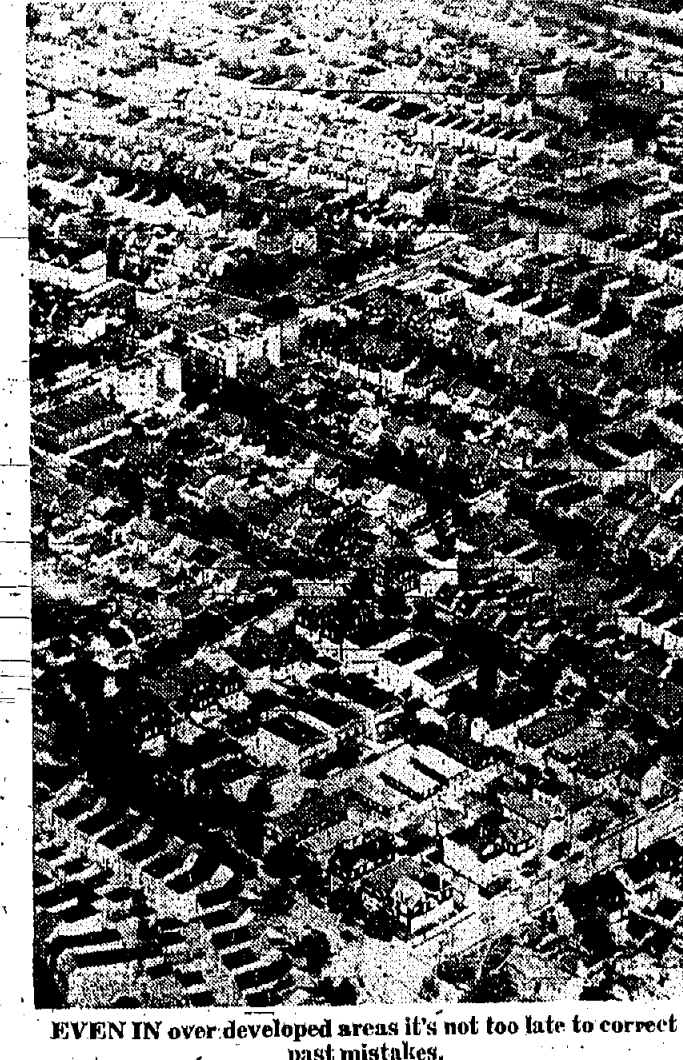 EVEN IN over developed areas it's not too late to correct
past mistakes.